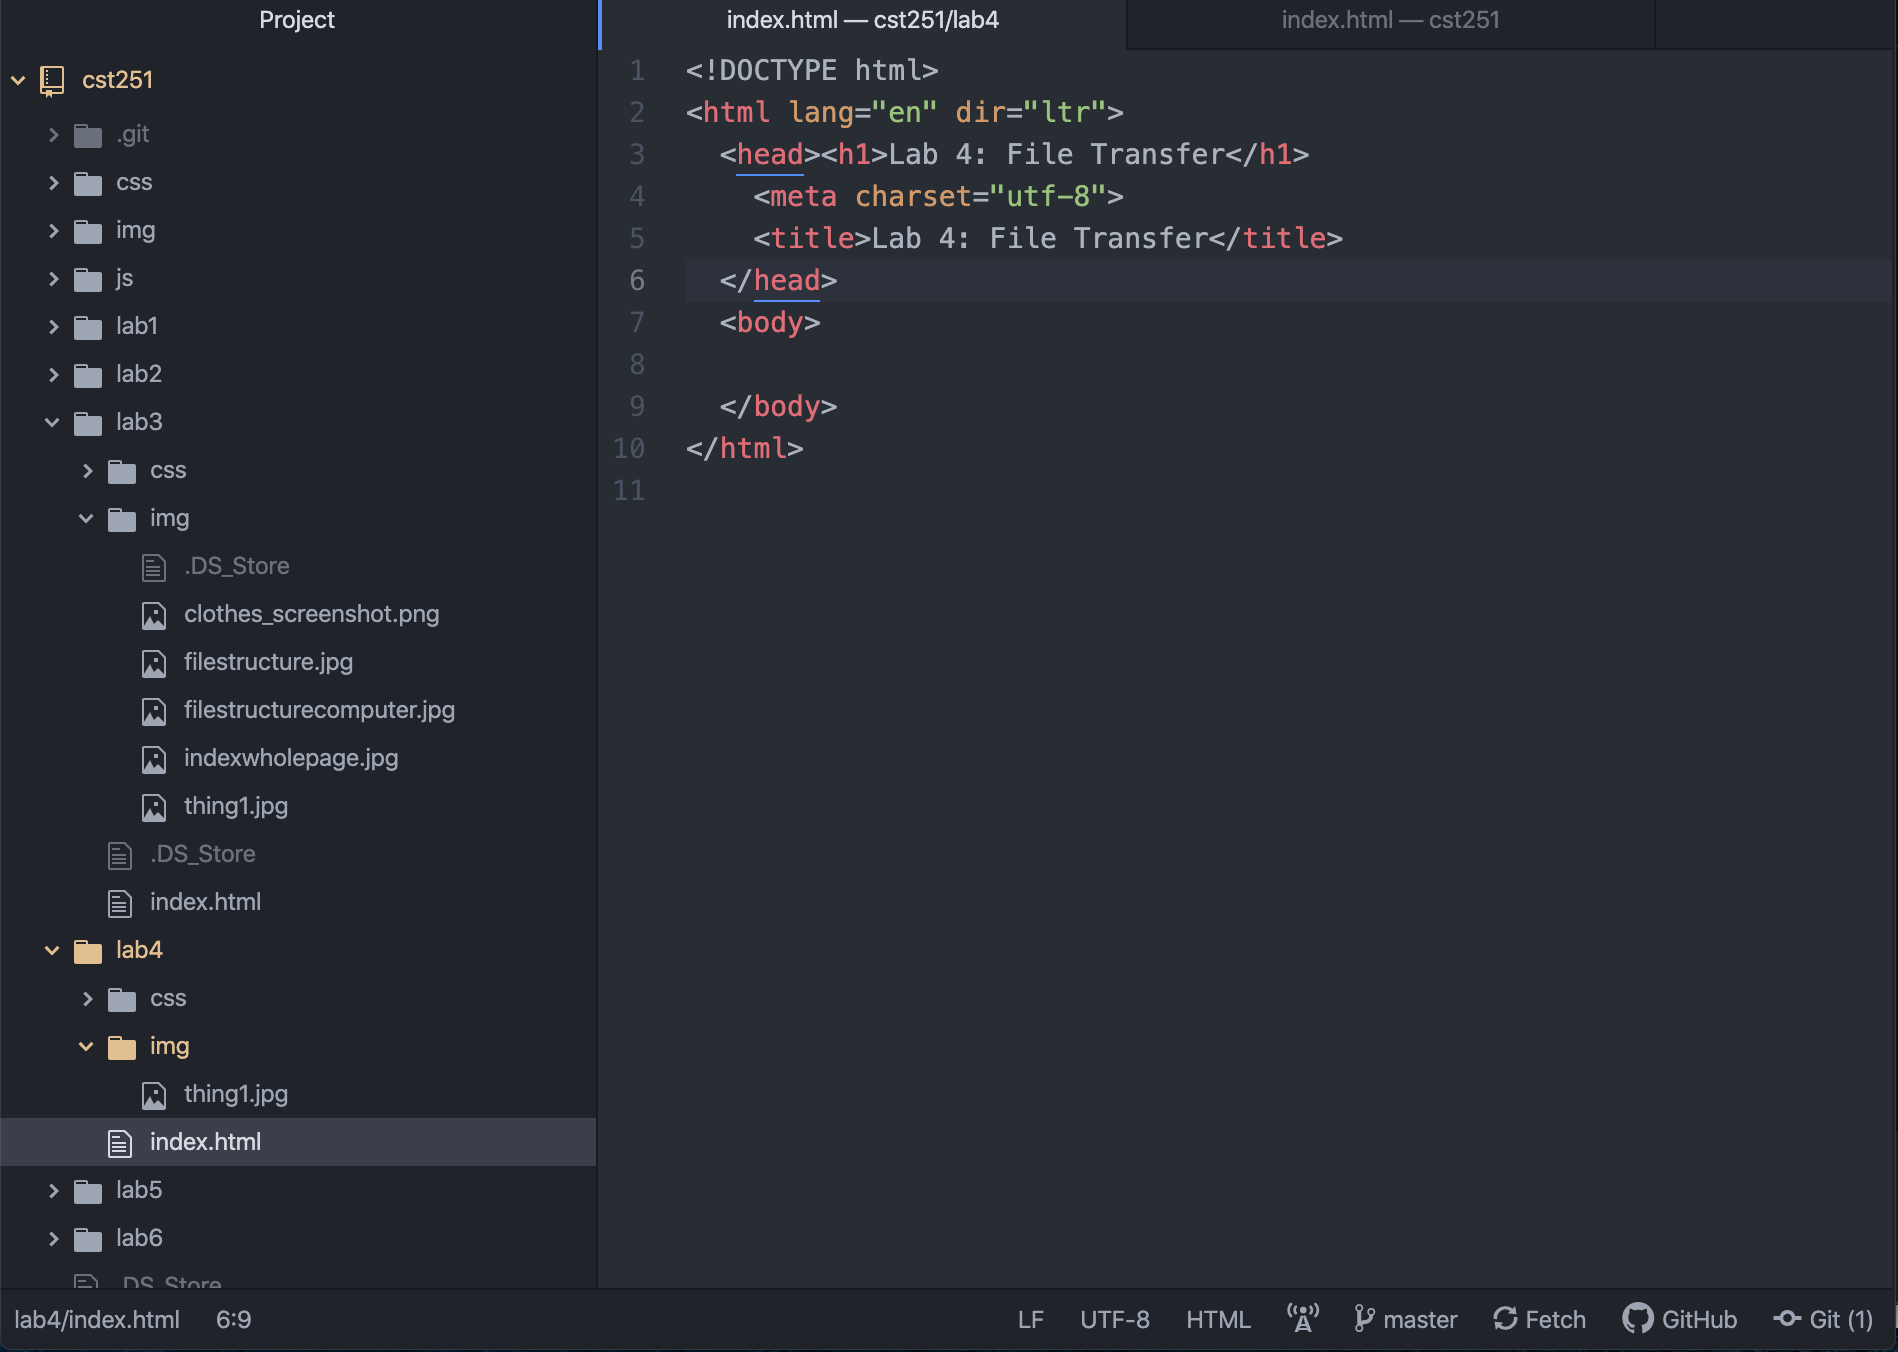 Project
cst251
.git
css
img
js
lab1
lab2
lab3
css
img
.DS_Store
clothes_screenshot.png
filestructure.jpg
filestructurecomputer.jpg
indexwholepage.jpg
thing1.jpg
.DS_Store
index.html
lab4
css
img
thing1.jpg
index.html
lab5
lab6
.DS_Store
index.html — cst251/lab4
index.html — cst251
1 <!DOCTYPE html>
2 <html lang="en" dir="ltr">
3   <head><h1>Lab 4: File Transfer</h1>
4     <meta charset="utf-8">
5     <title>Lab 4: File Transfer</title>
6   </head>
7   <body>
8
9   </body>
10 </html>
11
lab4/index.html 6:9 LF UTF-8 HTML master Fetch GitHub Git (1)